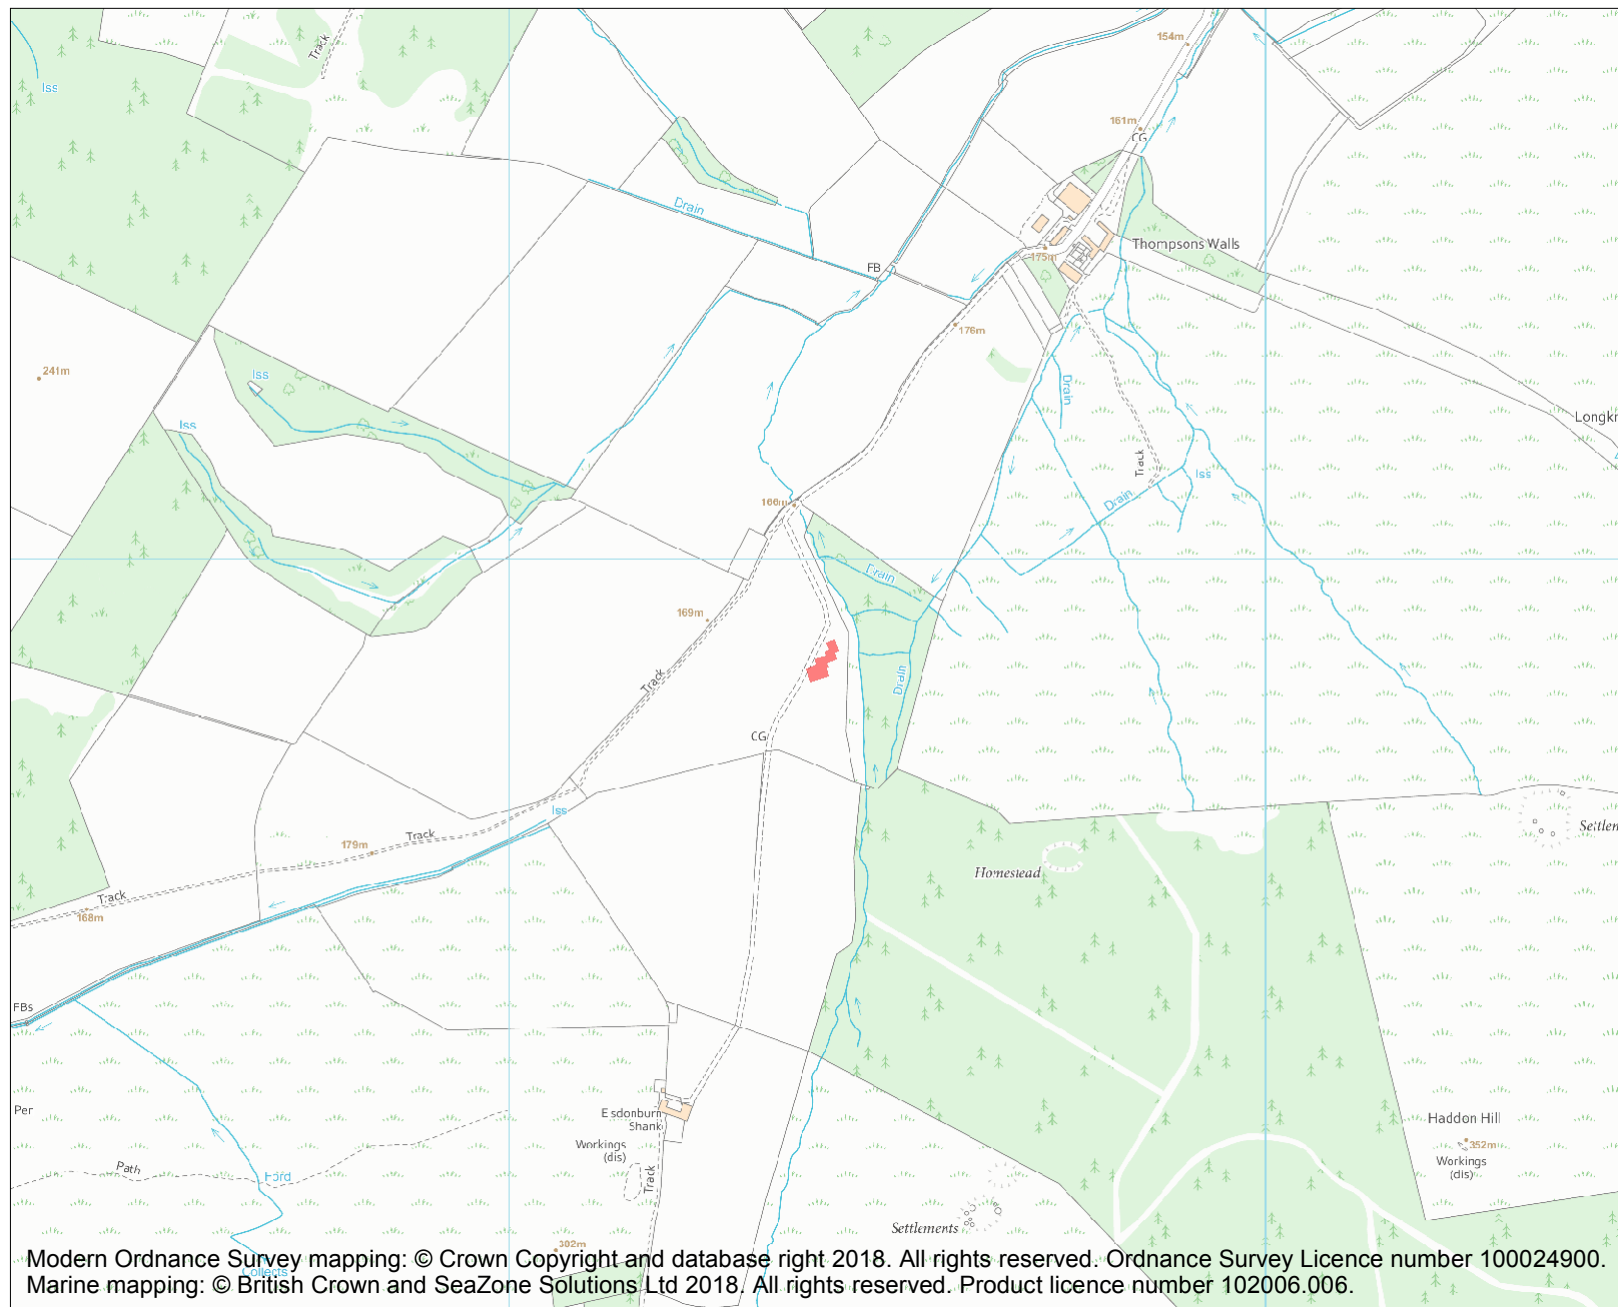 154m
Track
Iss
161m
CG
Drain
Thompsons Walls
175m
FB
176m
241m
Iss
Drain
Iss
Longkn
Track
Iss
Drain
166m
Drain
169m
Track
Drain
CG
Iss
Track
179m
Settlem
Homestead
Track
168m
FBs
Per
Elsdonburn
Shank
Haddon Hill
352m
Workings
(dis)
Workings
(dis)
Path
Ford
Track
Settlements
302m
Modern Ordnance Survey mapping: © Crown Copyright and database right 2018. All rights reserved. Ordnance Survey Licence number 100024900.
Collects
Marine mapping: © British Crown and SeaZone Solutions Ltd 2018. All rights reserved. Product licence number 102006.006.